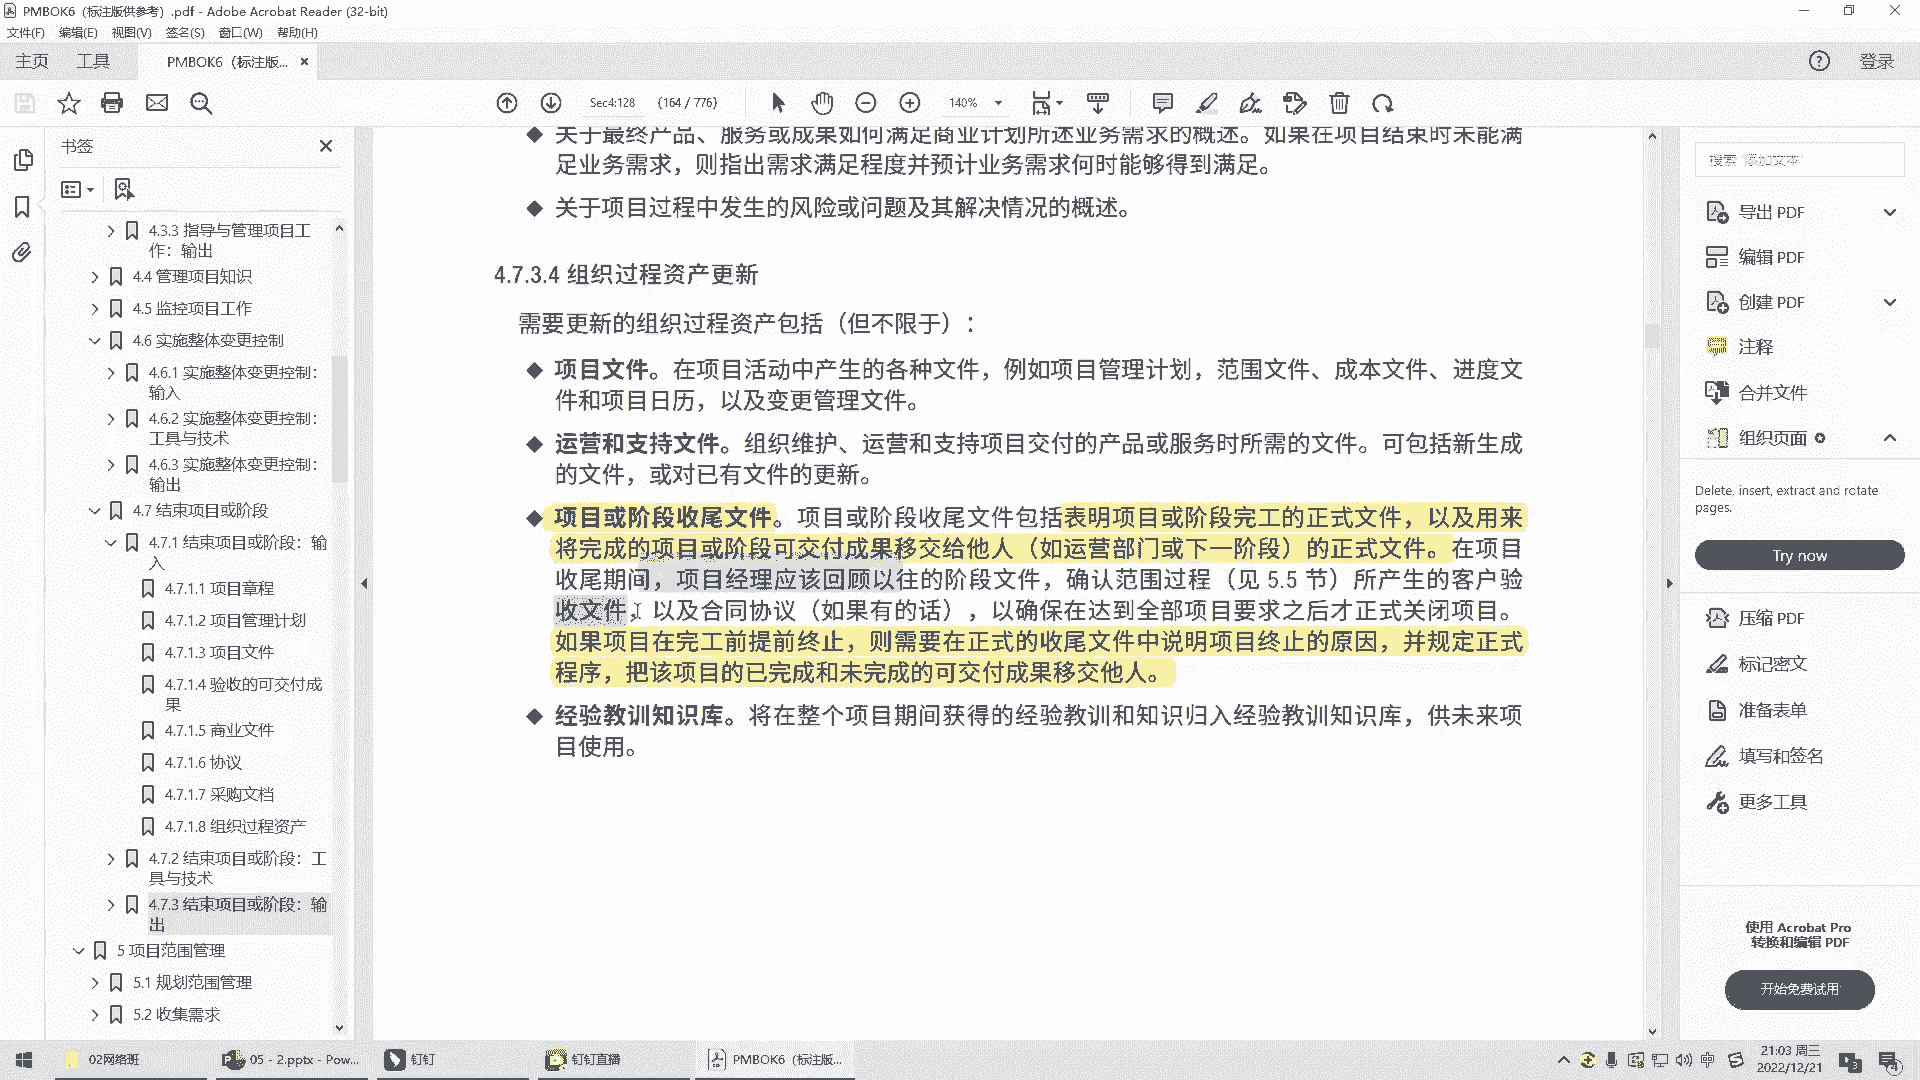 PMBOK6（标注版供参考）.pdf - Adobe Acrobat Reader (32-bit)
文件(F) 编辑(E) 视图(V) 签名(S) 窗口(W) 帮助(H)
主页 工具 PMBOK6（标注版... × 登录
Sec4:128 (164 / 776) 140%
书签
4.3.3 指导与管理项目工
作：输出
4.4 管理项目知识
4.5 监控项目工作
4.6 实施整体变更控制
4.6.1 实施整体变更控制：
输入
4.6.2 实施整体变更控制：
工具与技术
4.6.3 实施整体变更控制：
输出
4.7 结束项目或阶段
4.7.1 结束项目或阶段：输
入
4.7.1.1 项目章程
4.7.1.2 项目管理计划
4.7.1.3 项目文件
4.7.1.4 验收的可交付成
果
4.7.1.5 商业文件
4.7.1.6 协议
4.7.1.7 采购文档
4.7.1.8 组织过程资产
4.7.2 结束项目或阶段：工
具与技术
4.7.3 结束项目或阶段：输
出
5 项目范围管理
5.1 规划范围管理
5.2 收集需求
◆ 关于最终产品、服务或成果如何满足商业计划所述业务需求的概述。如果在项目结束时未能满
足业务需求，则指出需求满足程度并预计业务需求何时能够得到满足。
◆ 关于项目过程中发生的风险或问题及其解决情况的概述。
4.7.3.4 组织过程资产更新
需要更新的组织过程资产包括（但不限于）：
◆ 项目文件。在项目活动中产生的各种文件，例如项目管理计划，范围文件、成本文件、进度文
件和项目日历，以及变更管理文件。
◆ 运营和支持文件。组织维护、运营和支持项目交付的产品或服务时所需的文件。可包括新生成
的文件，或对已有文件的更新。
◆ 项目或阶段收尾文件。项目或阶段收尾文件包括表明项目或阶段完工的正式文件，以及用来
将完成的项目或阶段可交付成果移交给他人（如运营部门或下一阶段）的正式文件。在项目
收尾期间，项目经理应该回顾以往的阶段文件，确认范围过程（见 5.5 节）所产生的客户验
收文件，以及合同协议（如果有的话），以确保在达到全部项目要求之后才正式关闭项目。
如果项目在完工前提前终止，则需要在正式的收尾文件中说明项目终止的原因，并规定正式
程序，把该项目的已完成和未完成的可交付成果移交他人。
◆ 经验教训知识库。将在整个项目期间获得的经验教训和知识归入经验教训知识库，供未来项
目使用。
搜索 "添加文本"
导出 PDF
编辑 PDF
创建 PDF
注释
合并文件
组织页面
Delete, insert, extract and rotate
pages.
Try now
压缩 PDF
标记密文
准备表单
填写和签名
更多工具
使用 Acrobat Pro
转换和编辑 PDF
开始免费试用
02网络班 05 - 2.pptx - Pow... 钉钉 钉钉直播 PMBOK6（标注版... 中 21:03 周三
2022/12/21 3 4